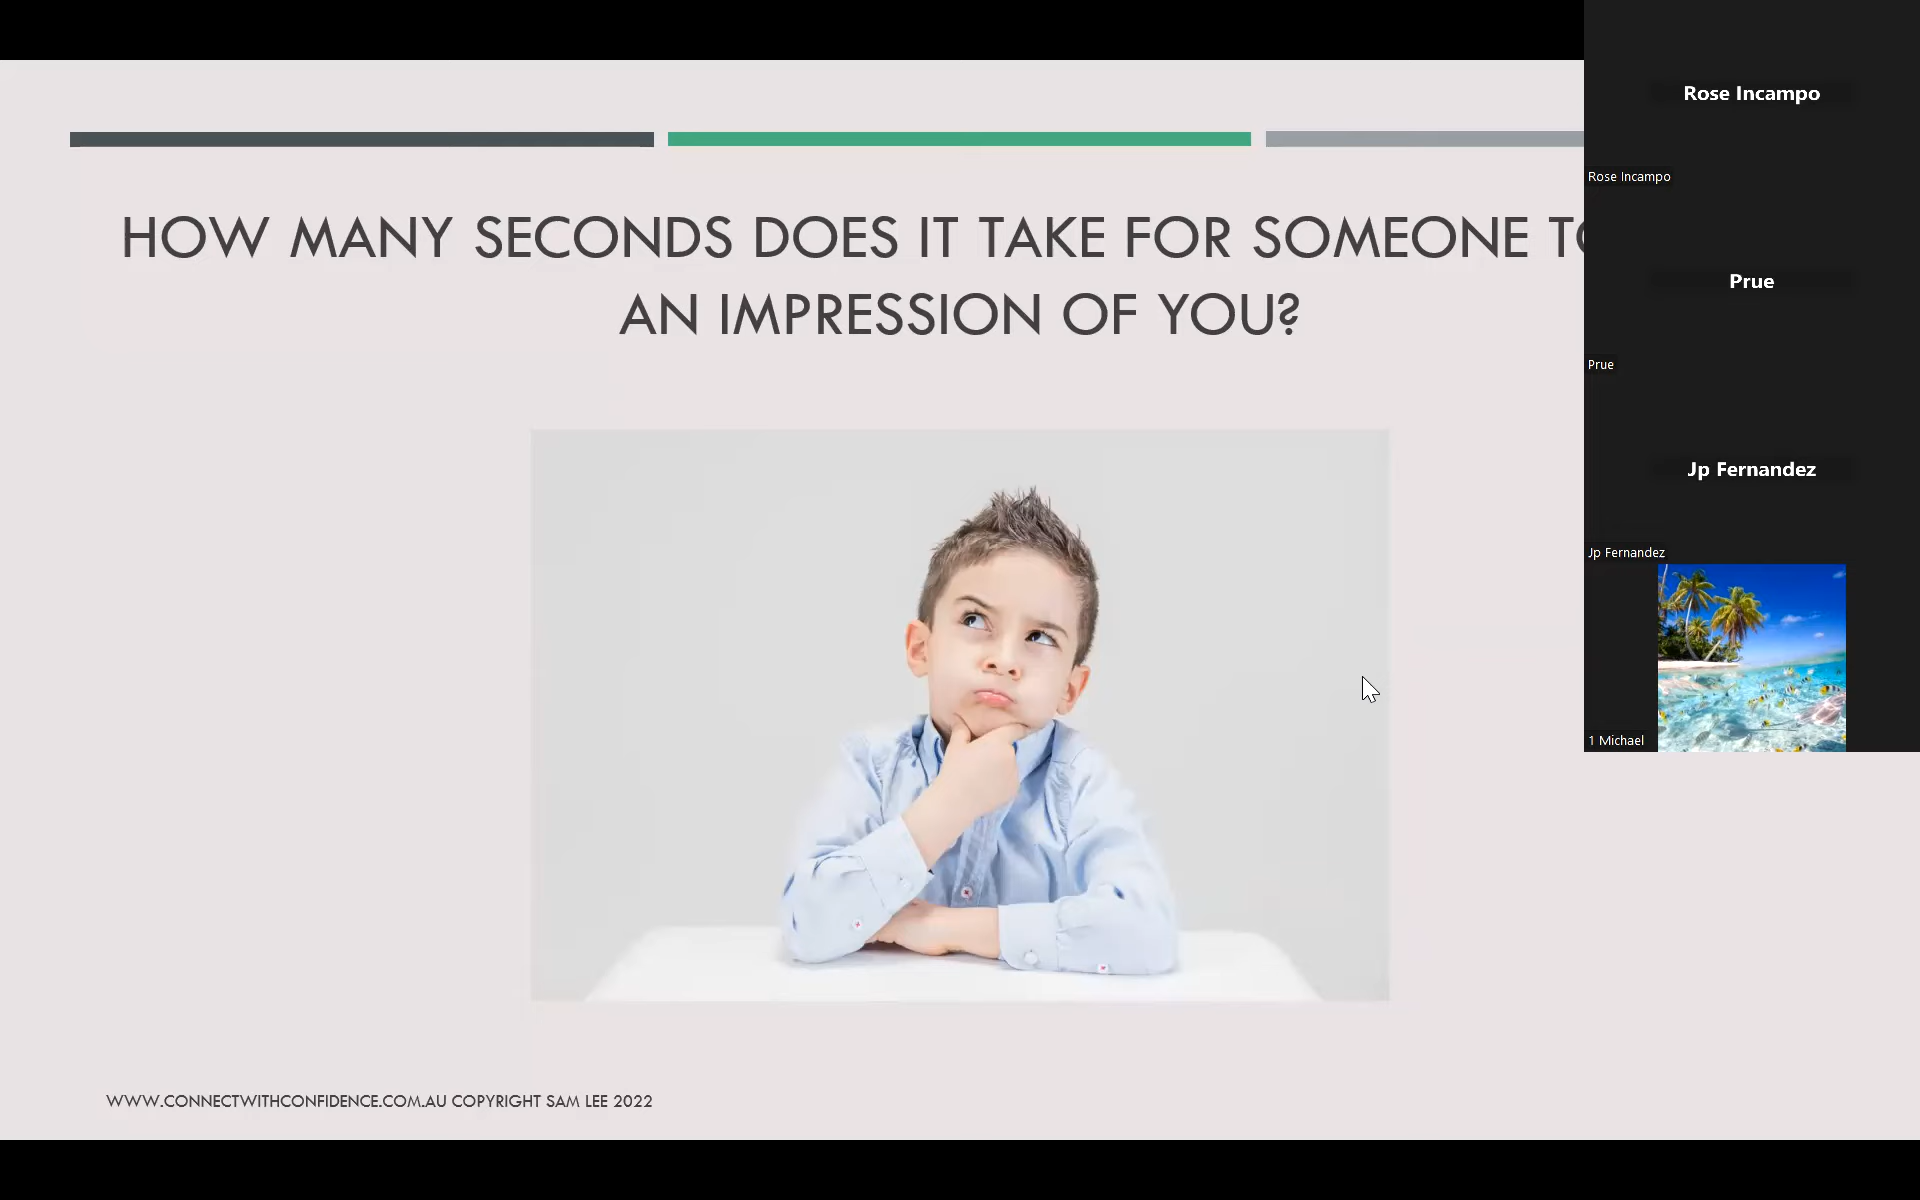 HOW MANY SECONDS DOES IT TAKE FOR SOMEONE
AN IMPRESSION OF YOU?
WWW.CONNECTWITHCONFIDENCE.COM.AU COPYRIGHT SAM LEE 2022
Rose Incampo
Rose Incampo
Prue
Prue
Jp Fernandez
Jp Fernandez
1 Michael